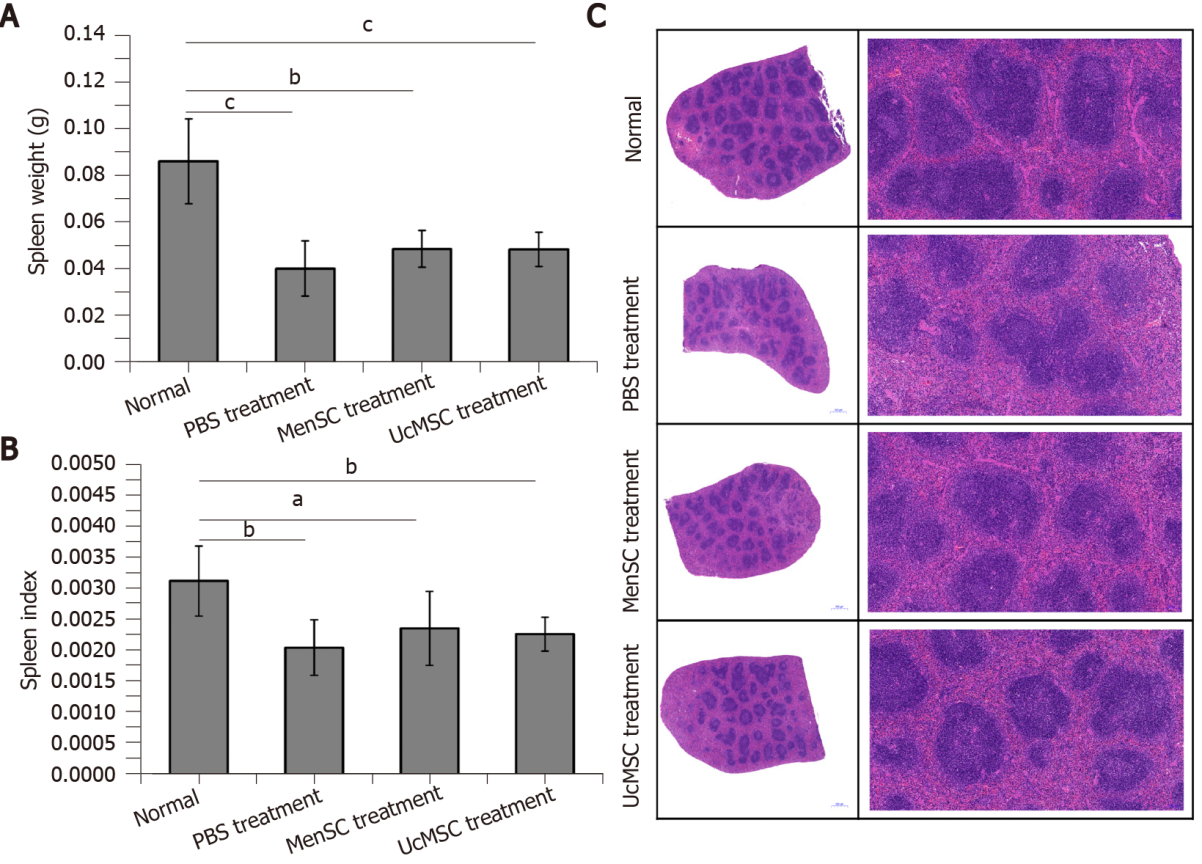 A
0.14
0.12
0.10
0.08
0.06
0.04
0.02
0.00
Spleen weight (g)
c
b
c
Normal
PBS treatment
MenSC treatment
UcMSC treatment
B
0.0050
0.0045
0.0040
0.0035
0.0030
0.0025
0.0020
0.0015
0.0010
0.0005
0.0000
Spleen index
b
a
b
Normal
PBS treatment
MenSC treatment
UcMSC treatment
C
Normal
PBS treatment
MenSC treatment
UcMSC treatment